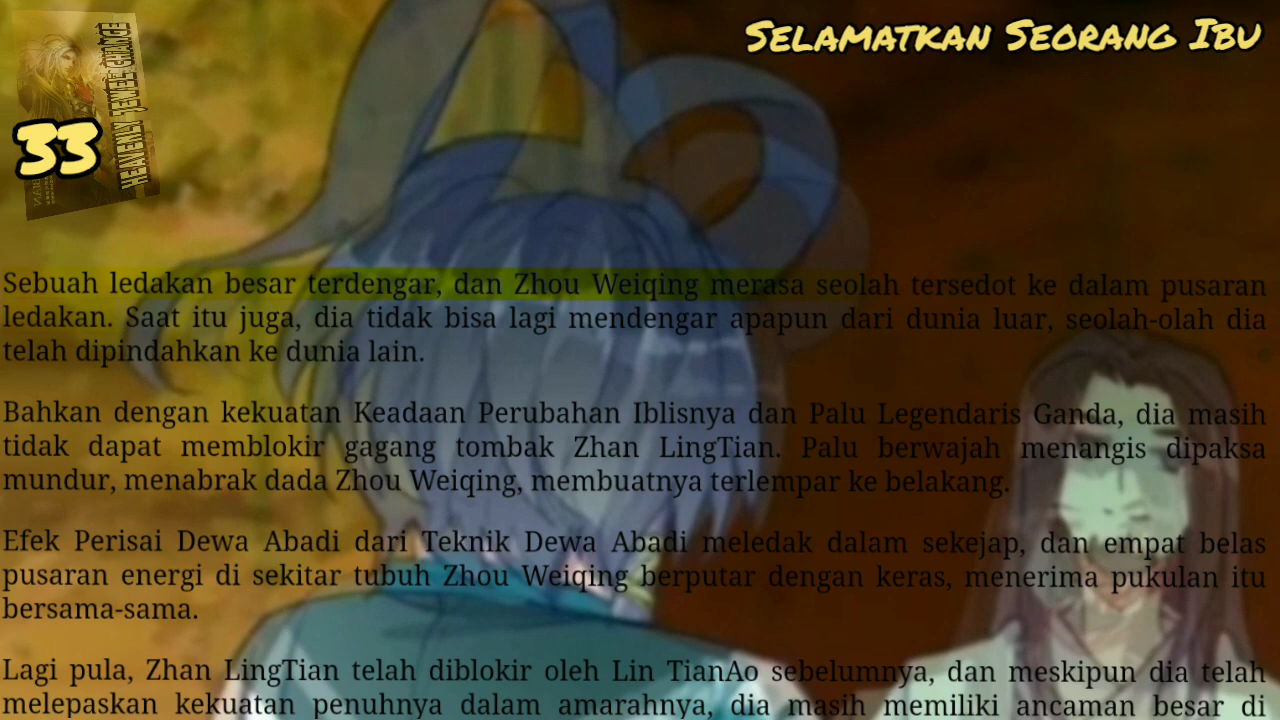 Selamatkan Seorang Ibu
HEAVENLY JEWEL CHANGE
33
Sebuah ledakan besar terdengar, dan Zhou Weiqing merasa seolah tersedot ke dalam pusaran
ledakan. Saat itu juga, dia tidak bisa lagi mendengar apapun dari dunia luar, seolah-olah dia
telah dipindahkan ke dunia lain.
Bahkan dengan kekuatan Keadaan Perubahan Iblisnya dan Palu Legendaris Ganda, dia masih
tidak dapat memblokir gagang tombak Zhan LingTian. Palu berwajah menangis dipaksa
mundur, menabrak dada Zhou Weiqing, membuatnya terlempar ke belakang.
Efek Perisai Dewa Abadi dari Teknik Dewa Abadi meledak dalam sekejap, dan empat belas
pusaran energi di sekitar tubuh Zhou Weiqing berputar dengan keras, menerima pukulan itu
bersama-sama.
Lagi pula, Zhan LingTian telah diblokir oleh Lin TianAo sebelumnya, dan meskipun dia telah
melepaskan kekuatan penuhnya dalam amarahnya, dia masih memiliki ancaman besar di